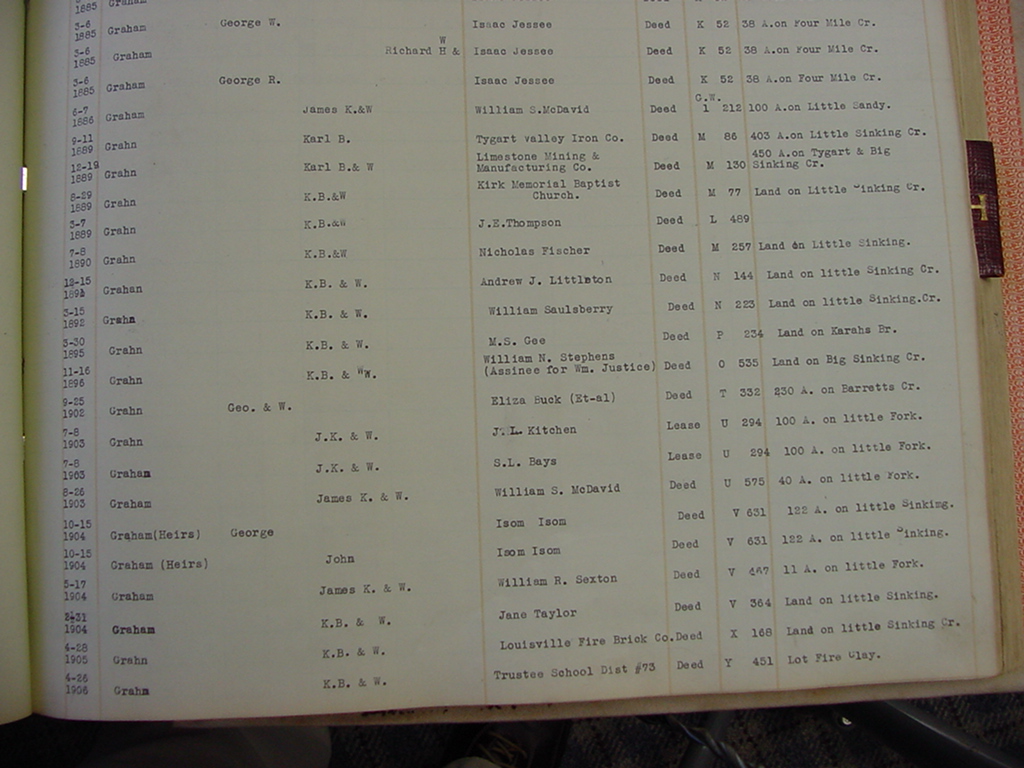 1885 Graham
3-6 1885 Graham George W. Isaac Jessee Deed K 52 38 A.on Four Mile Cr.
3-6 1885 Graham Richard H & W Isaac Jessee Deed K 52 38 A.on Four Mile Cr.
3-6 1885 Graham George R. Isaac Jessee Deed K 52 38 A.on Four Mile Cr.
6-7 1886 Graham James K.&W William S.McDavid Deed G.W. 1 212 100 A.on Little Sandy.
9-11 1889 Grahn Karl B. Tygart valley Iron Co. Deed M 86 403 A.on Little Sinking Cr.
12-19 1889 Grahn Karl B.& W Limestone Mining & Manufacturing Co. Deed M 130 450 A.on Tygart & Big Sinking Cr.
8-29 1889 Grahn K.B.&W Kirk Memorial Baptist Church. Deed M 77 Land on Little Sinking Cr.
3-7 1889 Grahn K.B.&W J.E.Thompson Deed L 489
7-8 1890 Grahn K.B.&W Nicholas Fischer Deed M 257 Land on Little Sinking.
12-15 Grahan K.B. & W. Andrew J. Littleton Deed N 144 Land on little Sinking Cr.
3-15 1892 Grahn K.B. & W. William Saulsberry Deed N 223 Land on little Sinking.Cr.
3-30 1895 Grahn K.B. & W. M.S. Gee Deed P 234 Land on Karahs Br.
11-16 1896 Grahn K.B. & W. William N. Stephens (Assinee for Wm. Justice) Deed O 535 Land on Big Sinking Cr.
9-25 1902 Grahn Geo. & W. Eliza Buck (Et-al) Deed T 332 230 A. on Barretts Cr.
7-8 1903 Grahn J.K. & W. J.L. Kitchen Lease U 294 100 A. on little Fork.
7-8 1903 Graham J.K. & W. S.L. Bays Lease U 294 100 A. on little Fork.
8-26 1903 Graham James K. & W. William S. McDavid Deed U 575 40 A. on little Fork.
10-15 1904 Graham(Heirs) George Isom Isom Deed V 631 122 A. on little Sinking.
10-15 1904 Graham (Heirs) John Isom Isom Deed V 631 122 A. on little Sinking.
5-17 1904 Graham James K. & W. William R. Sexton Deed V 467 11 A. on little Fork.
1904 Graham K.B. & W. Jane Taylor Deed V 364 Land on little Sinking.
4-28 1905 Grahn K.B. & W. Louisville Fire Brick Co.Deed X 168 Land on little Sinking Cr.
4-26 1906 Grahn K.B. & W. Trustee School Dist #73 Deed Y 451 Lot Fire Clay.